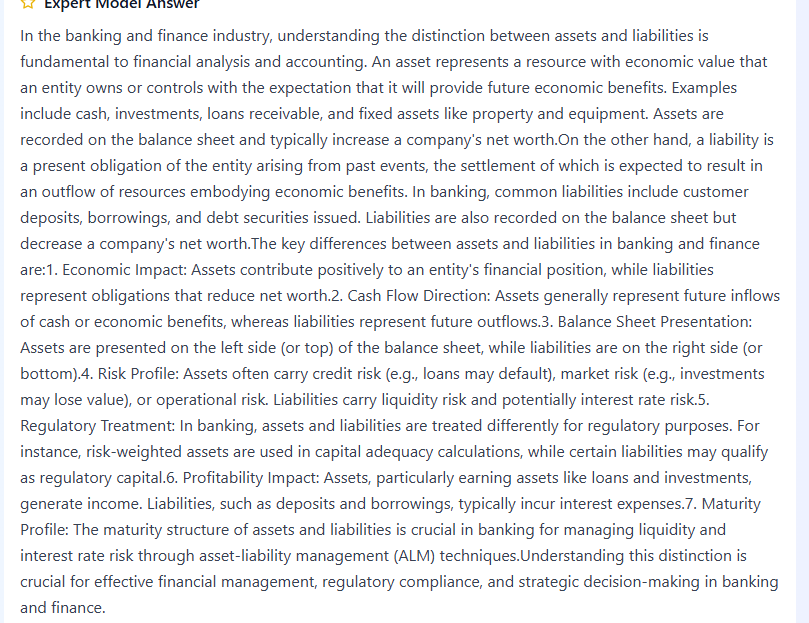 Expert Model Answer
In the banking and finance industry, understanding the distinction between assets and liabilities is
fundamental to financial analysis and accounting. An asset represents a resource with economic value that
an entity owns or controls with the expectation that it will provide future economic benefits. Examples
include cash, investments, loans receivable, and fixed assets like property and equipment. Assets are
recorded on the balance sheet and typically increase a company's net worth.On the other hand, a liability is
a present obligation of the entity arising from past events, the settlement of which is expected to result in
an outflow of resources embodying economic benefits. In banking, common liabilities include customer
deposits, borrowings, and debt securities issued. Liabilities are also recorded on the balance sheet but
decrease a company's net worth.The key differences between assets and liabilities in banking and finance
are:1. Economic Impact: Assets contribute positively to an entity's financial position, while liabilities
represent obligations that reduce net worth.2. Cash Flow Direction: Assets generally represent future inflows
of cash or economic benefits, whereas liabilities represent future outflows.3. Balance Sheet Presentation:
Assets are presented on the left side (or top) of the balance sheet, while liabilities are on the right side (or
bottom).4. Risk Profile: Assets often carry credit risk (e.g., loans may default), market risk (e.g., investments
may lose value), or operational risk. Liabilities carry liquidity risk and potentially interest rate risk.5.
Regulatory Treatment: In banking, assets and liabilities are treated differently for regulatory purposes. For
instance, risk-weighted assets are used in capital adequacy calculations, while certain liabilities may qualify
as regulatory capital.6. Profitability Impact: Assets, particularly earning assets like loans and investments,
generate income. Liabilities, such as deposits and borrowings, typically incur interest expenses.7. Maturity
Profile: The maturity structure of assets and liabilities is crucial in banking for managing liquidity and
interest rate risk through asset-liability management (ALM) techniques.Understanding this distinction is
crucial for effective financial management, regulatory compliance, and strategic decision-making in banking
and finance.